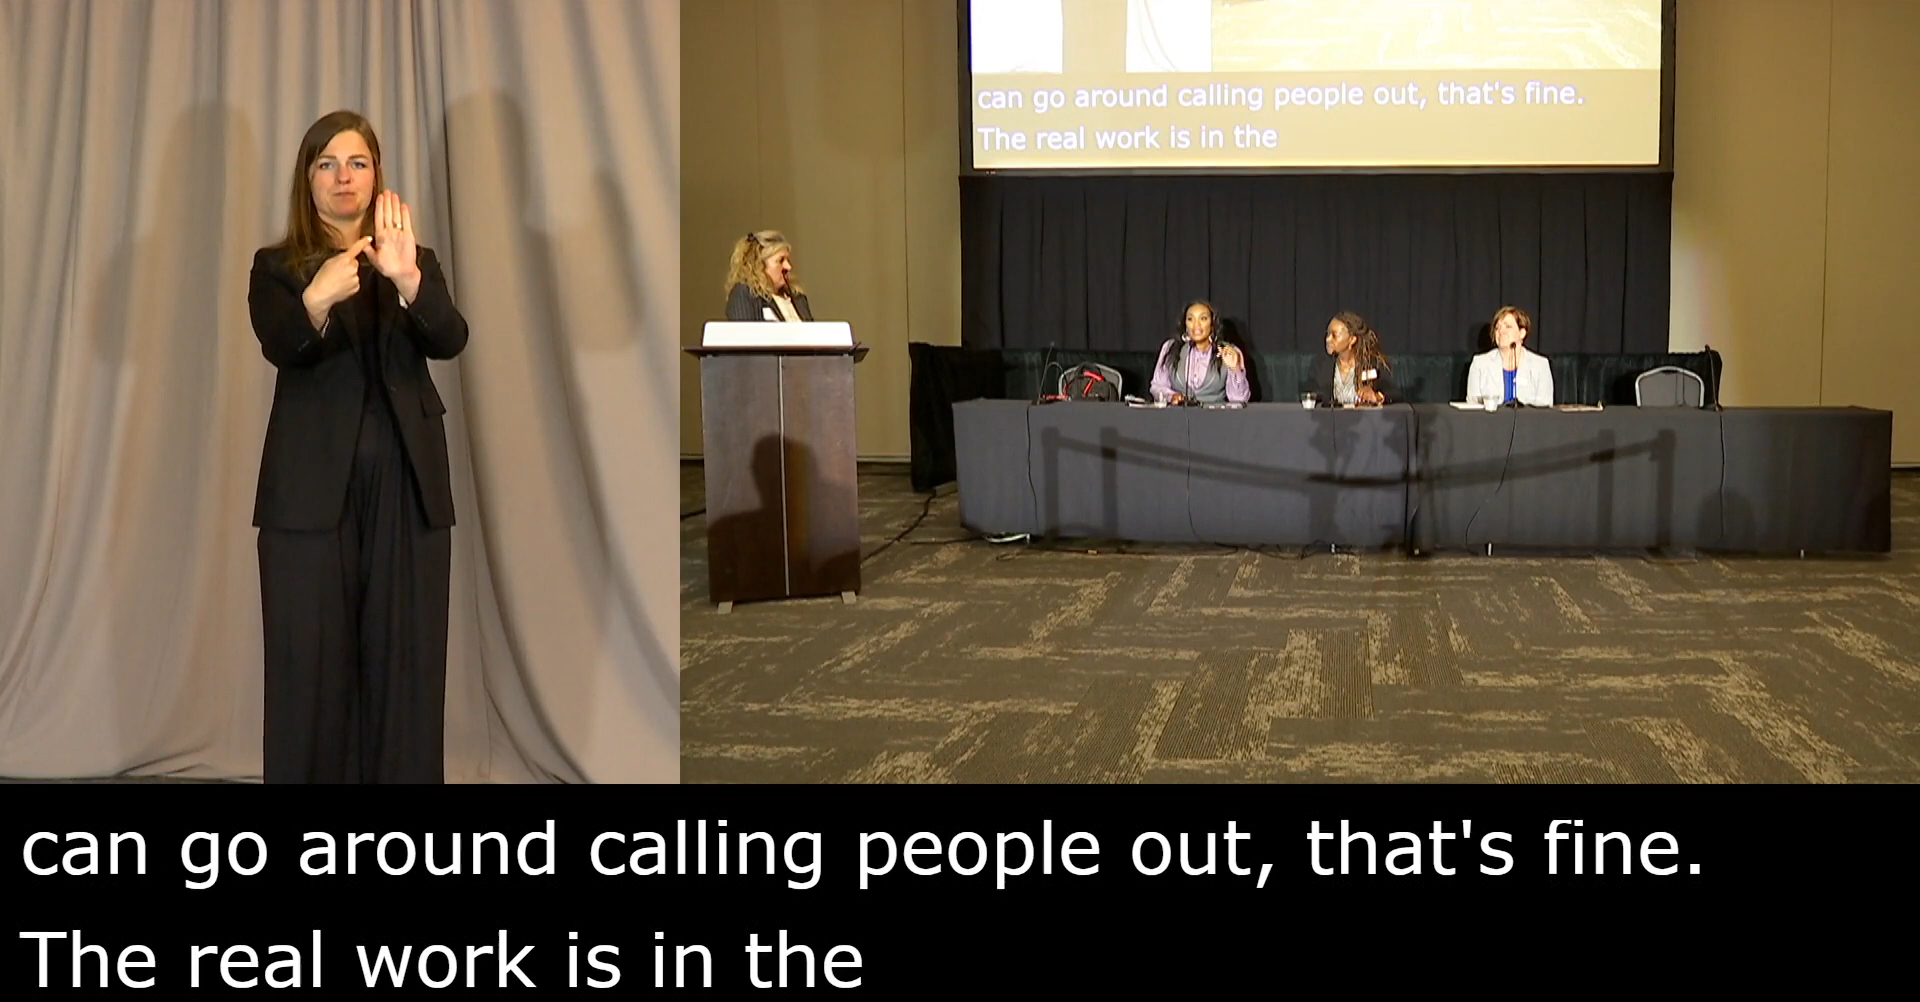 can go around calling people out, that's fine.
The real work is in the
can go around calling people out, that's fine.
The real work is in the